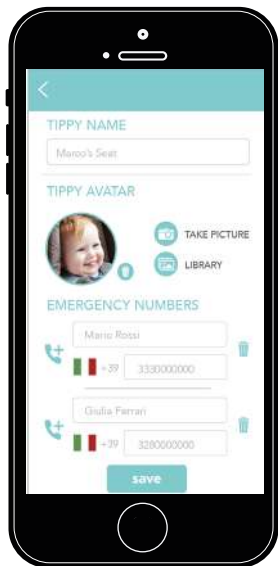 TIPPY NAME
Marco's Seat
TIPPY AVATAR
TAKE PICTURE
LIBRARY
EMERGENCY NUMBERS
Mario Rossi
+39 3330000000
Giulia Ferrari
+39 3280000000
save